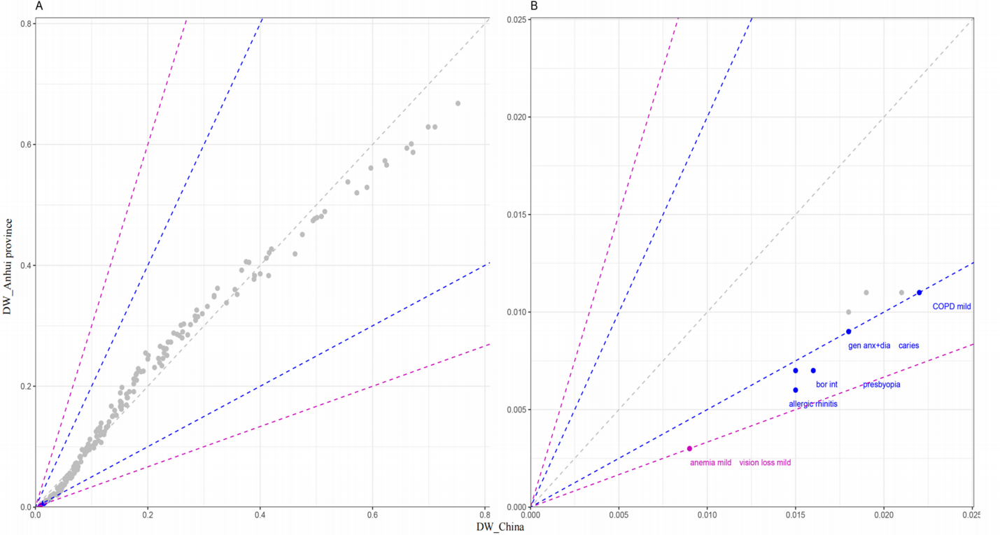 A
B
0.8
0.6
0.4
0.2
0.0
0.0
0.2
0.4
0.6
0.8
DW_Anhui province
0.025
0.020
0.015
0.010
0.005
0.000
COPD mild
gen anx+dia caries
bor int presbyopia
allergic rhinitis
anemia mild vision loss mild
0.000
0.005
0.010
0.015
0.020
0.025
DW_China